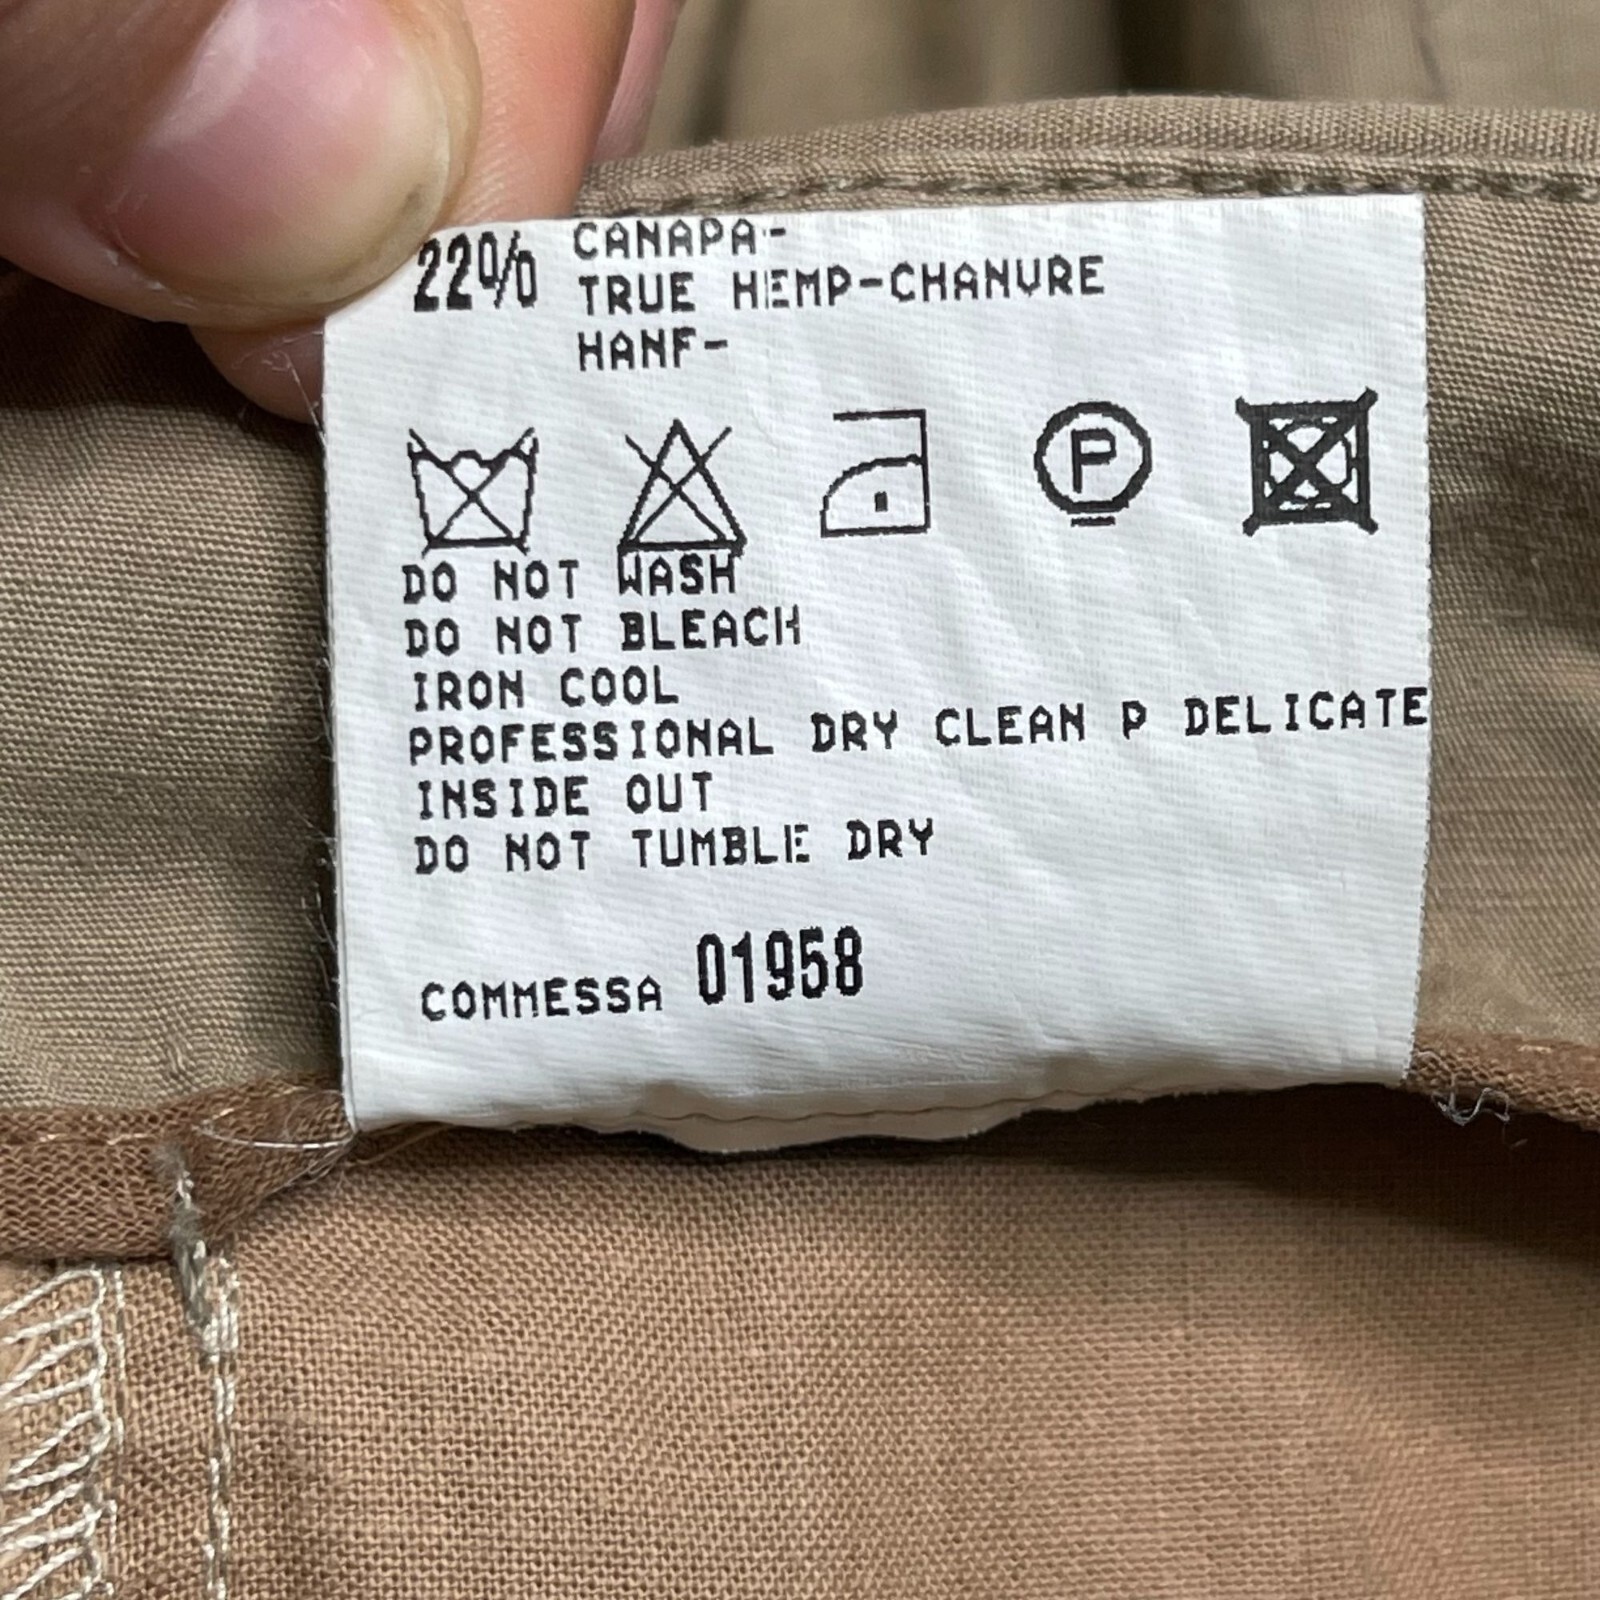 22% CANAPA-
TRUE HEMP-CHANVRE
HANF-
P
DO NOT WASH
DO NOT BLEACH
IRON COOL
PROFESSIONAL DRY CLEAN P DELICATE
INSIDE OUT
DO NOT TUMBLE DRY
COMMESSA 01958